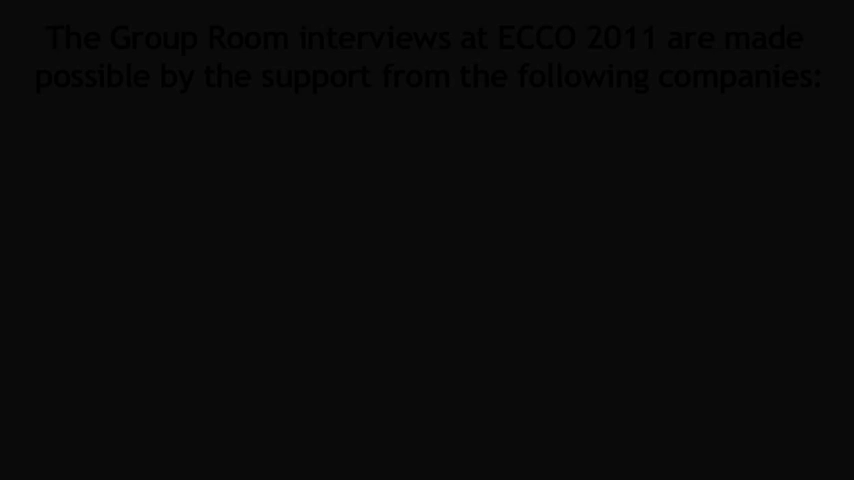 The Group Room interviews at ECCO 2011 are made
possible by the support from the following companies: